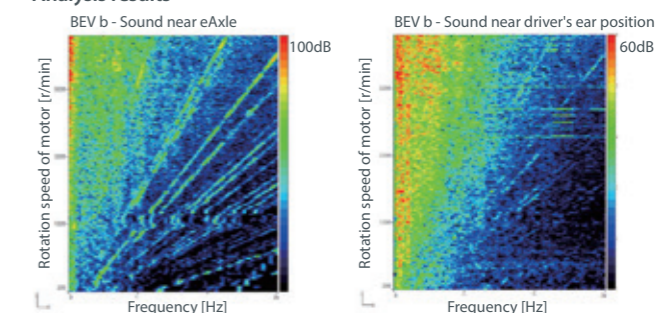 Analysis results
BEV b - Sound near eAxle
100dB
Rotation speed of motor [r/min]
Frequency [Hz]
BEV b - Sound near driver's ear position
60dB
Rotation speed of motor [r/min]
Frequency [Hz]